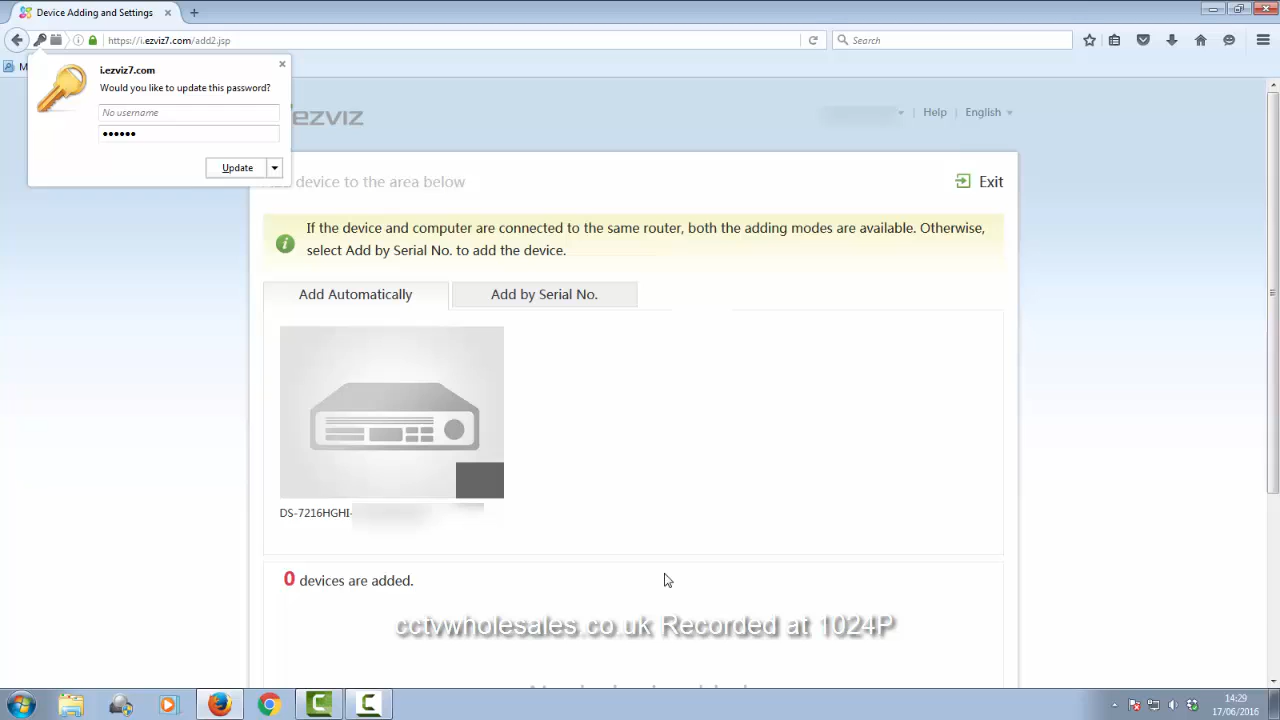 Device Adding and Settings
https://i.ezviz7.com/add2.jsp
Search
M
i.ezviz7.com
Would you like to update this password?
No username
••••••
Update
ezviz
Help | English
device to the area below
Exit
If the device and computer are connected to the same router, both the adding modes are available. Otherwise,
select Add by Serial No. to add the device.
Add Automatically
Add by Serial No.
DS-7216HGHI-
0 devices are added.
cctvwholesales.co.uk Recorded at 1024P
14:29
17/06/2016